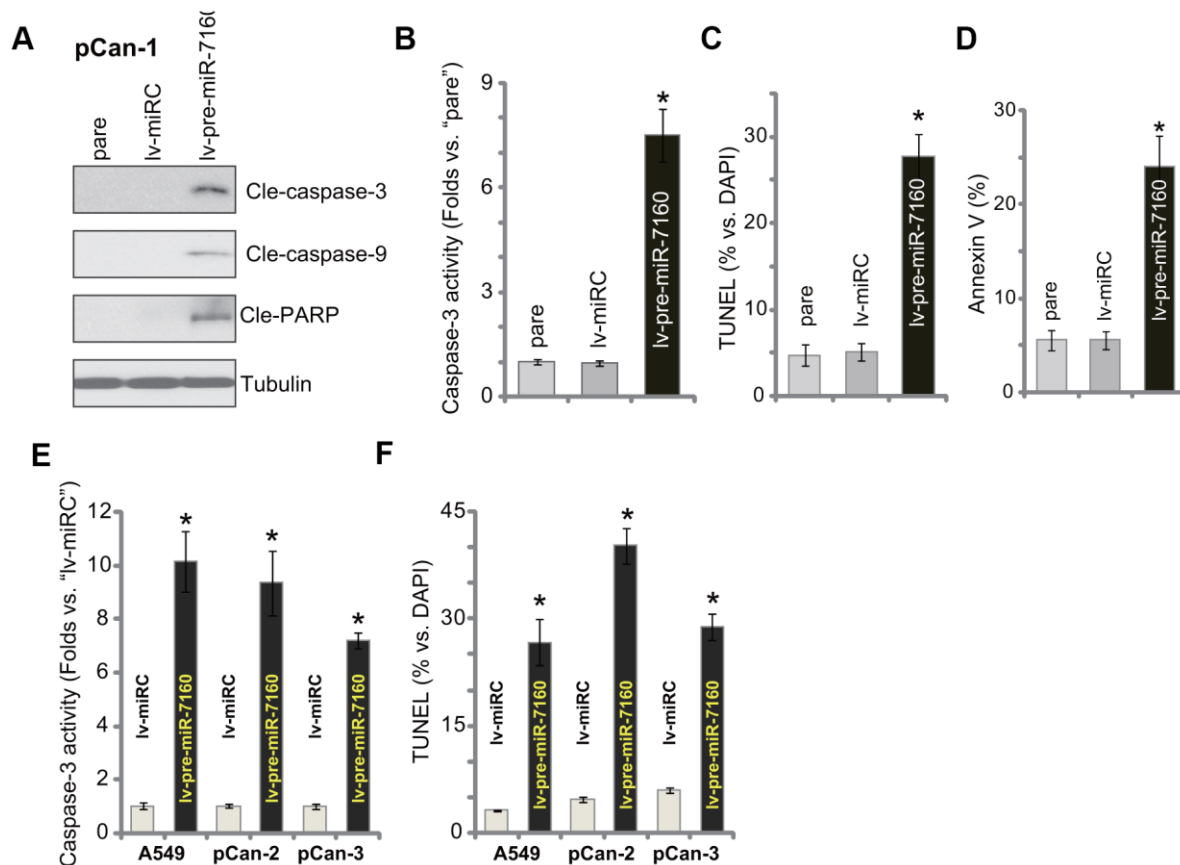 A
pCan-1
pare
lv-miRC
lv-pre-miR-7160
Cle-caspase-3
Cle-caspase-9
Cle-PARP
Tubulin
B
Caspase-3 activity (Folds vs. “pare”)
9
6
3
0
pare
lv-miRC
lv-pre-miR-7160
*
C
TUNEL (% vs. DAPI)
30
20
10
0
pare
lv-miRC
lv-pre-miR-7160
*
D
Annexin V (%)
30
20
10
0
pare
lv-miRC
lv-pre-miR-7160
*
E
Caspase-3 activity (Folds vs. “lv-miRC”)
12
10
8
6
4
2
0
lv-miRC
lv-pre-miR-7160
*
lv-miRC
lv-pre-miR-7160
*
lv-miRC
lv-pre-miR-7160
*
A549 pCan-2 pCan-3
F
TUNEL (% vs. DAPI)
45
30
15
0
lv-miRC
lv-pre-miR-7160
*
lv-miRC
lv-pre-miR-7160
*
lv-miRC
lv-pre-miR-7160
*
A549 pCan-2 pCan-3